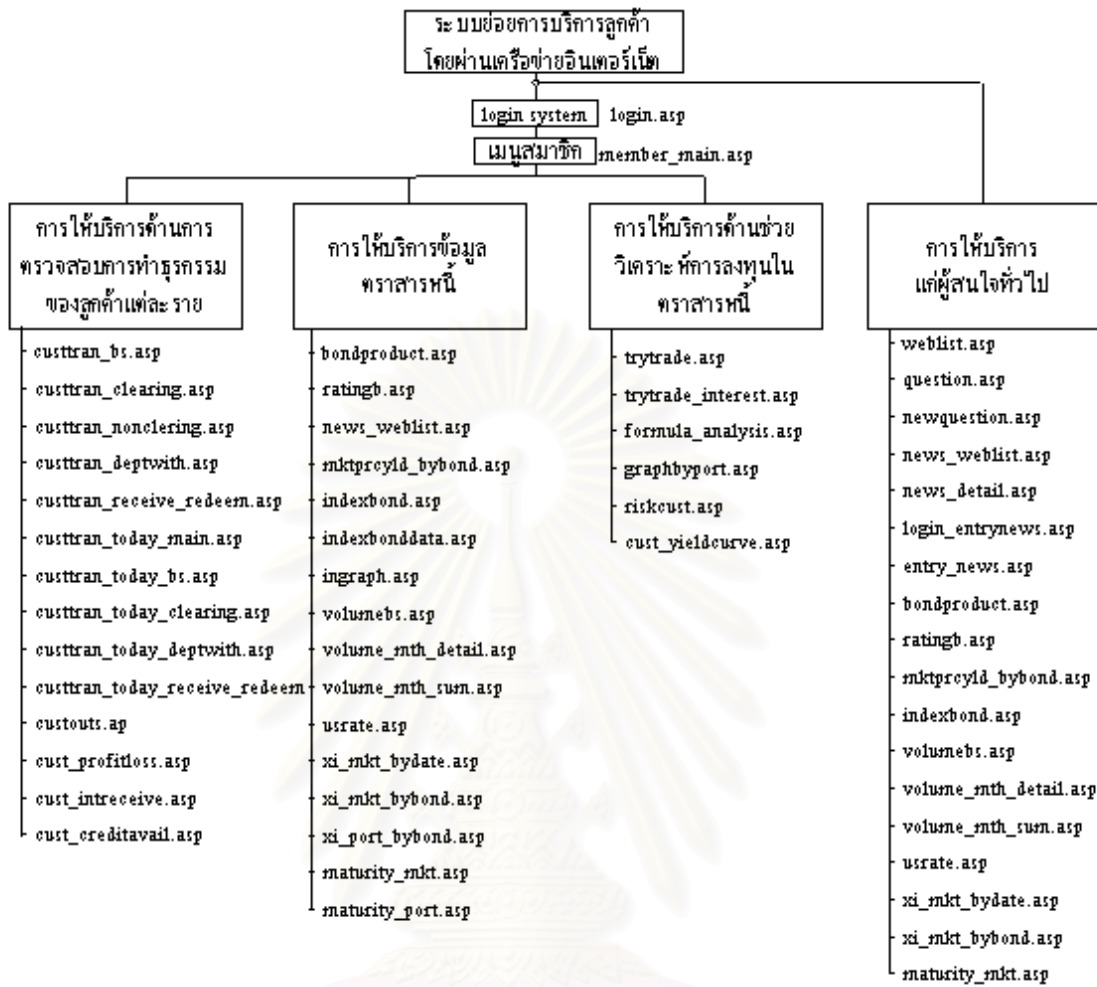 ระบบย่อยการบริการลูกค้า
โดยผ่านเครือข่ายอินเตอร์เน็ต
login system login.asp
เมนูสมาชิก member_main.asp
การให้บริการด้านการ
ตรวจสอบการทำธุรกรรม
ของลูกค้าแต่ละราย
custtran_bs.asp
custtran_clearing.asp
custtran_nonclering.asp
custtran_deptwith.asp
custtran_receive_redeem.asp
custtran_today_main.asp
custtran_today_bs.asp
custtran_today_clearing.asp
custtran_today_deptwith.asp
custtran_today_receive_redeem
custouts.ap
cust_profitloss.asp
cust_intreceive.asp
cust_creditavail.asp
การให้บริการข้อมูล
ตราสารหนี้
bondproduct.asp
ratingb.asp
news_weblist.asp
mktprcyld_bybond.asp
indexbond.asp
indexbonddata.asp
ingraph.asp
volumebs.asp
volume_mth_detail.asp
volume_mth_sum.asp
usrate.asp
xi_mkt_bydate.asp
xi_mkt_bybond.asp
xi_port_bybond.asp
maturity_mkt.asp
maturity_port.asp
การให้บริการด้านช่วย
วิเคราะห์การลงทุนใน
ตราสารหนี้
trytrade.asp
trytrade_interest.asp
formula_analysis.asp
graphbyport.asp
riskcust.asp
cust_yieldcurve.asp
การให้บริการ
แก่ผู้สนใจทั่วไป
weblist.asp
question.asp
newquestion.asp
news_weblist.asp
news_detail.asp
login_entrynews.asp
entry_news.asp
bondproduct.asp
ratingb.asp
mktprcyld_bybond.asp
indexbond.asp
volumebs.asp
volume_mth_detail.asp
volume_mth_sum.asp
usrate.asp
xi_mkt_bydate.asp
xi_mkt_bybond.asp
maturity_mkt.asp